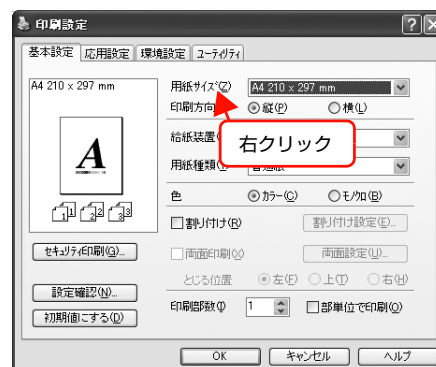 印刷設定
基本設定 応用設定 環境設定 ユーティリティ
A4 210 x 297 mm 用紙サイズ(Z) A4 210 x 297 mm
印刷方向 縦(P) 横(L)
給紙装置
右クリック
用紙種類
A
色 カラー(C) モノクロ(B)
1 1 2 2 3 3
割り付け(R) 割り付け設定(E)...
セキュリティ印刷(G)... 両面印刷(X) 両面設定(U)...
とじる位置 左(F) 上(T) 右(H)
設定確認(N)...
印刷部数(I) 1 部単位で印刷(O)
初期値にする(D)
OK キャンセル ヘルプ